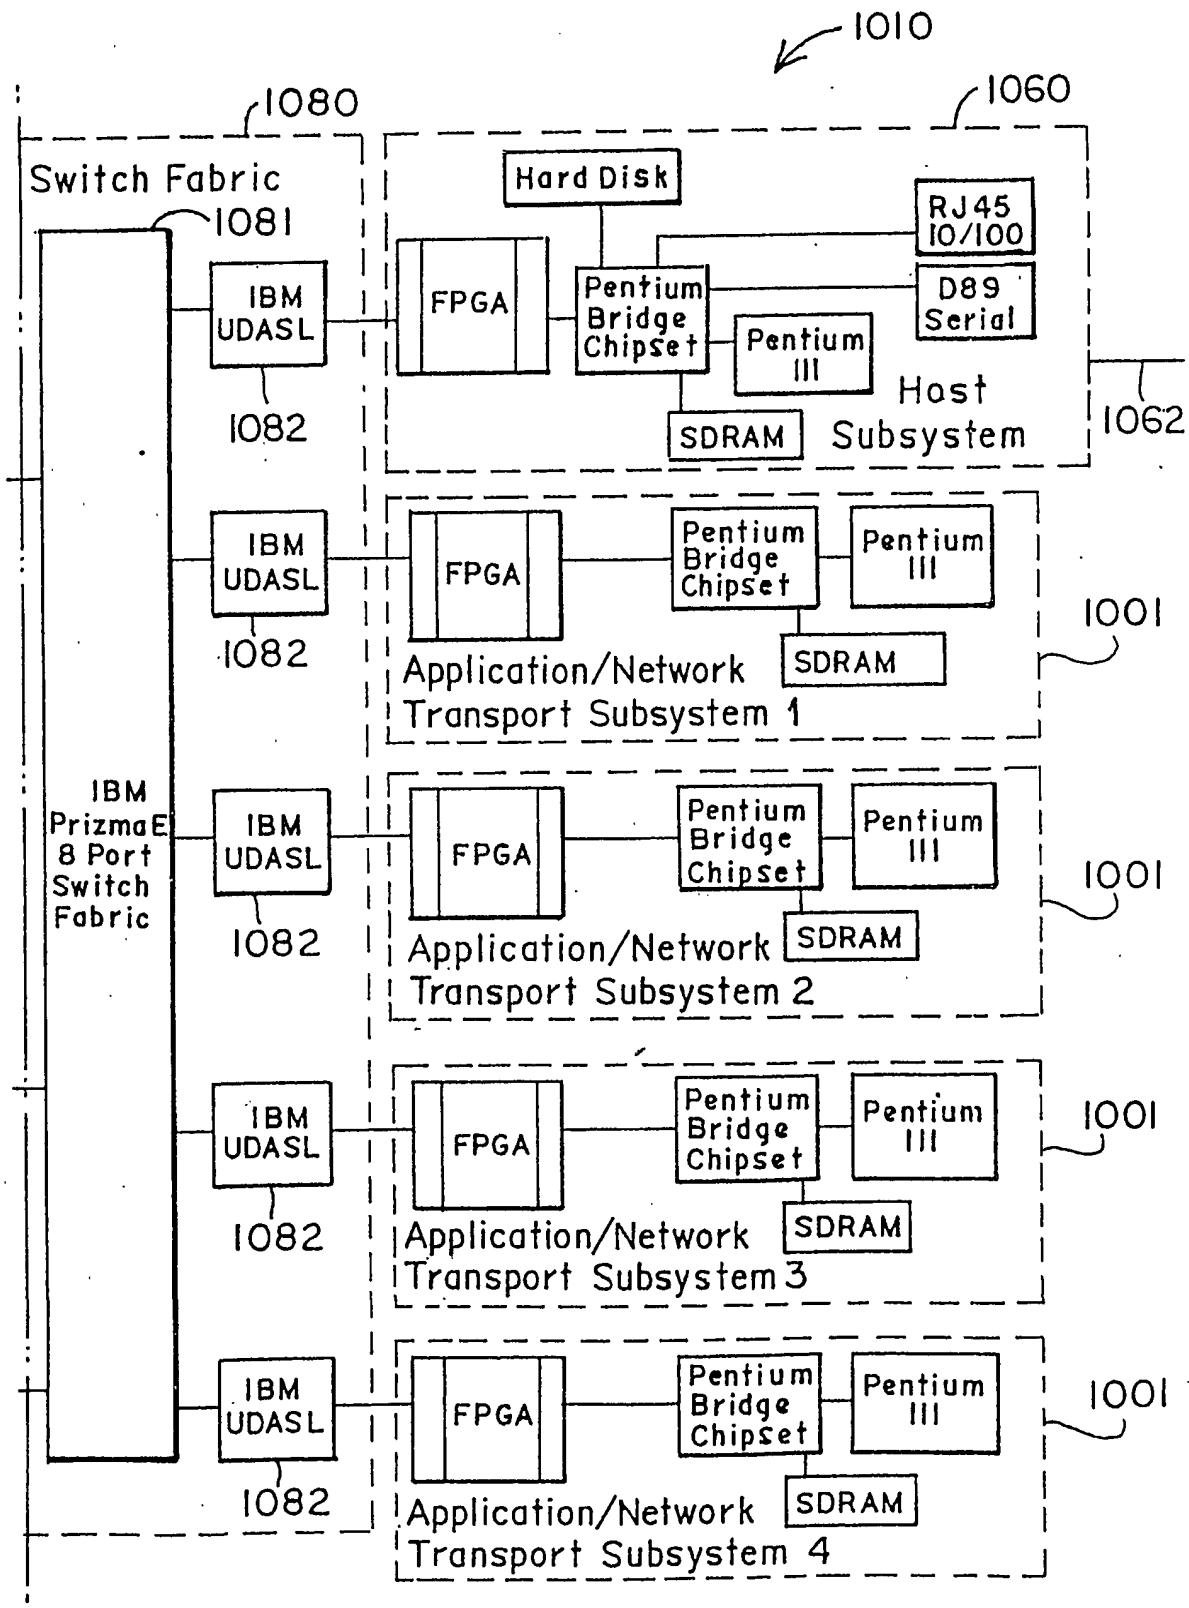 1010
1080
1060
Switch Fabric
1081
Hard Disk
RJ45
10/100
D89
Serial
IBM
UDASL
1082
FPGA
Pentium
Bridge
Chipset
Pentium
III
SDRAM
Host
Subsystem
1062
IBM
UDASL
1082
FPGA
Pentium
Bridge
Chipset
Pentium
III
SDRAM
Application/Network
Transport Subsystem 1
1001
IBM
PrizmaE
8 Port
Switch
Fabric
IBM
UDASL
1082
FPGA
Pentium
Bridge
Chipset
Pentium
III
SDRAM
Application/Network
Transport Subsystem 2
1001
IBM
UDASL
1082
FPGA
Pentium
Bridge
Chipset
Pentium
III
SDRAM
Application/Network
Transport Subsystem 3
1001
IBM
UDASL
1082
FPGA
Pentium
Bridge
Chipset
Pentium
III
SDRAM
Application/Network
Transport Subsystem 4
1001